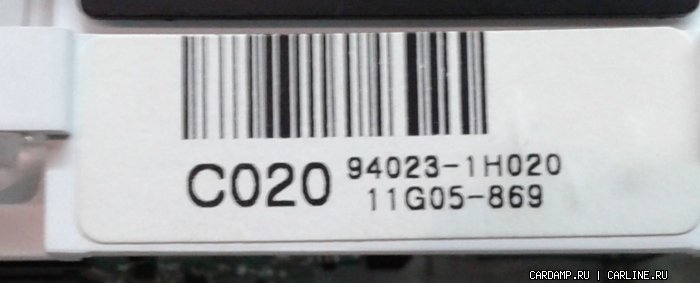 C020 94023-1H020
11G05-869
CARDAMP.RU | CARLINE.RU